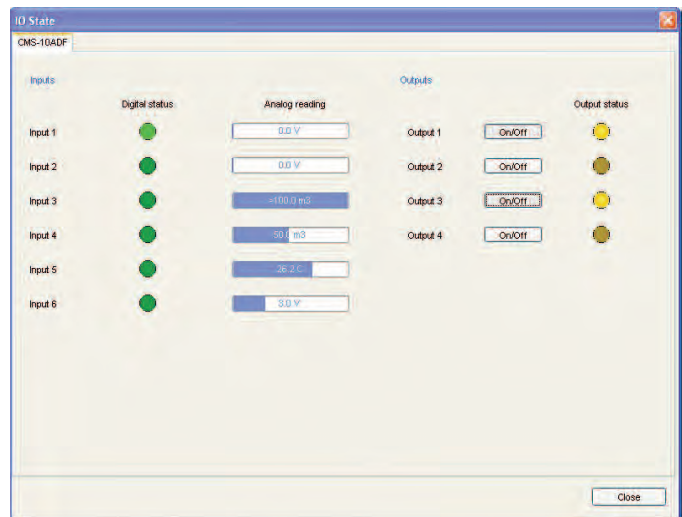 IO State
CMS-10ADF
Inputs Outputs
Digital status Analog reading Output status
Input 1 0.0 V Output 1 On/Off
Input 2 0.0 V Output 2 On/Off
Input 3 >100.0 m3 Output 3 On/Off
Input 4 50.0 m3 Output 4 On/Off
Input 5 26.2 C
Input 6 3.0 V
Close